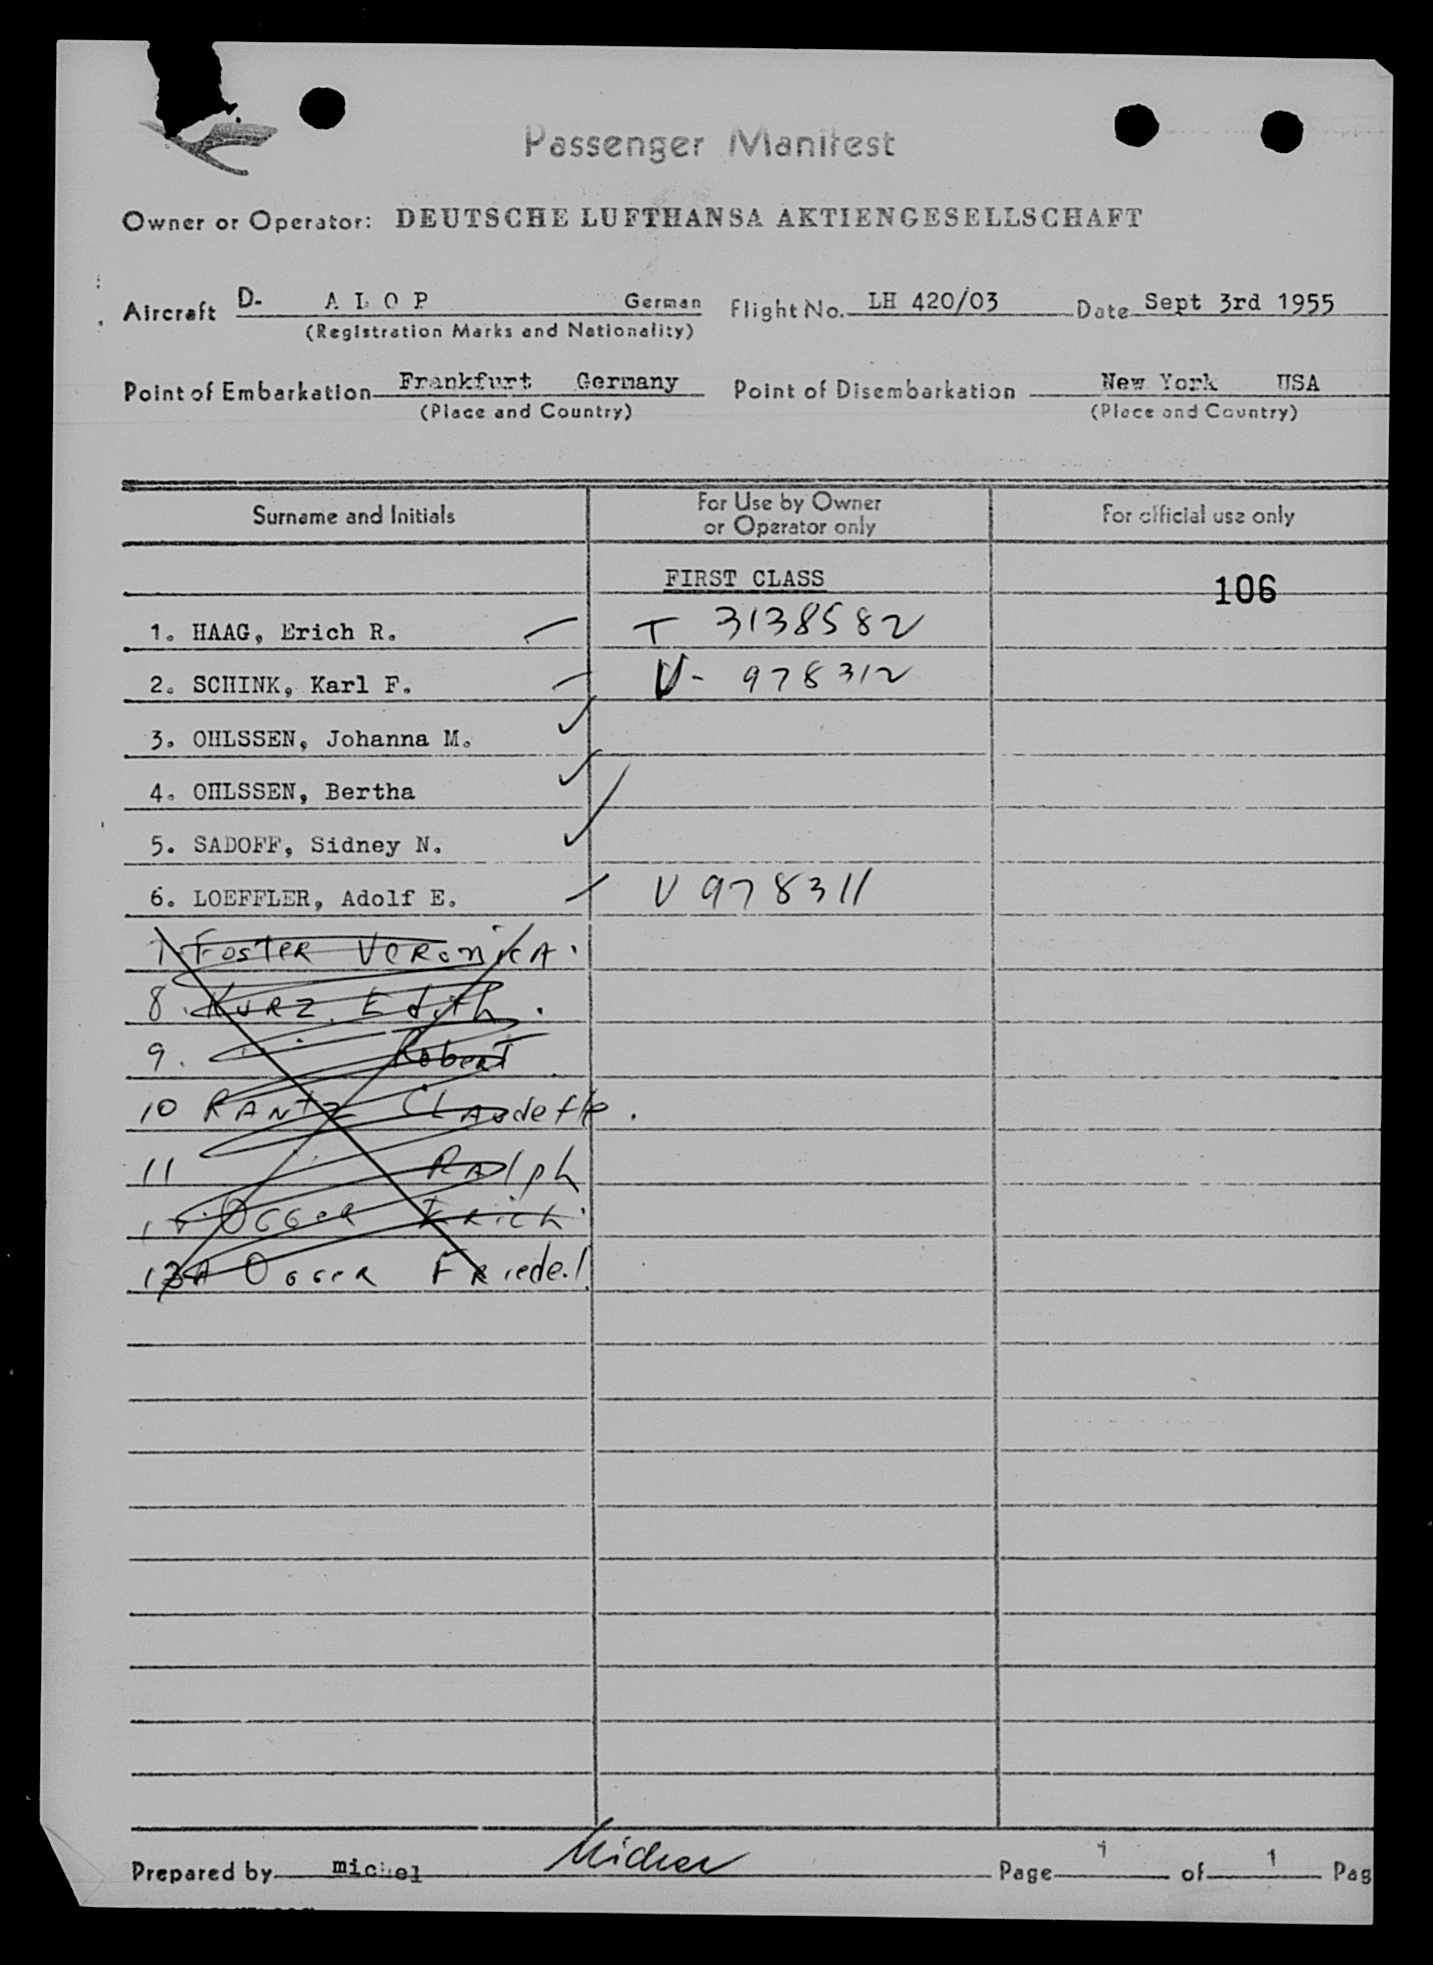 Passenger Manifest
Owner or Operator: DEUTSCHE LUFTHANSA AKTIENGESELLSCHAFT
Aircraft D- A L O P German Flight No. LH 420/03 Date Sept 3rd 1955
(Registration Marks and Nationality)
Point of Embarkation Frankfurt Germany Point of Disembarkation New York USA
(Place and Country) (Place and Country)
Surname and Initials For Use by Owner or Operator only For official use only
FIRST CLASS 106
1. HAAG, Erich R. T 3138582
2. SCHINK, Karl F. V- 978312
3. OHLSSEN, Johanna M.
4. OHLSSEN, Bertha
5. SADOFF, Sidney N.
6. LOEFFLER, Adolf E. V 978311
7 Foster Veronika.
8. Kurz Edith.
9. Robert
10 Rantz Claudette.
11 Ralph
Ogger Erich
13A Ogger Friedel
Prepared by michel Michel Page 1 of 1 Pag